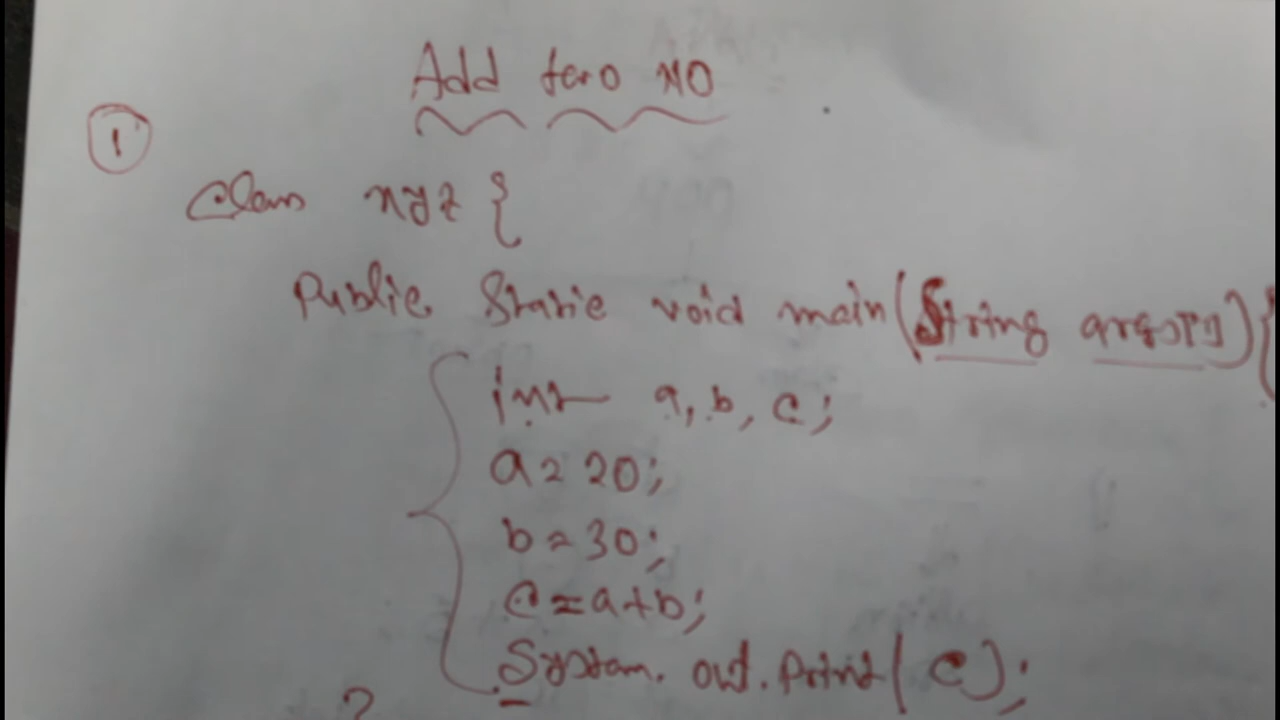 Add two NO
1
class xyz {
Public Static void main(String args[]){
int a, b, c;
a = 20;
b = 30;
c = a+b;
System. out. Print( c);
}